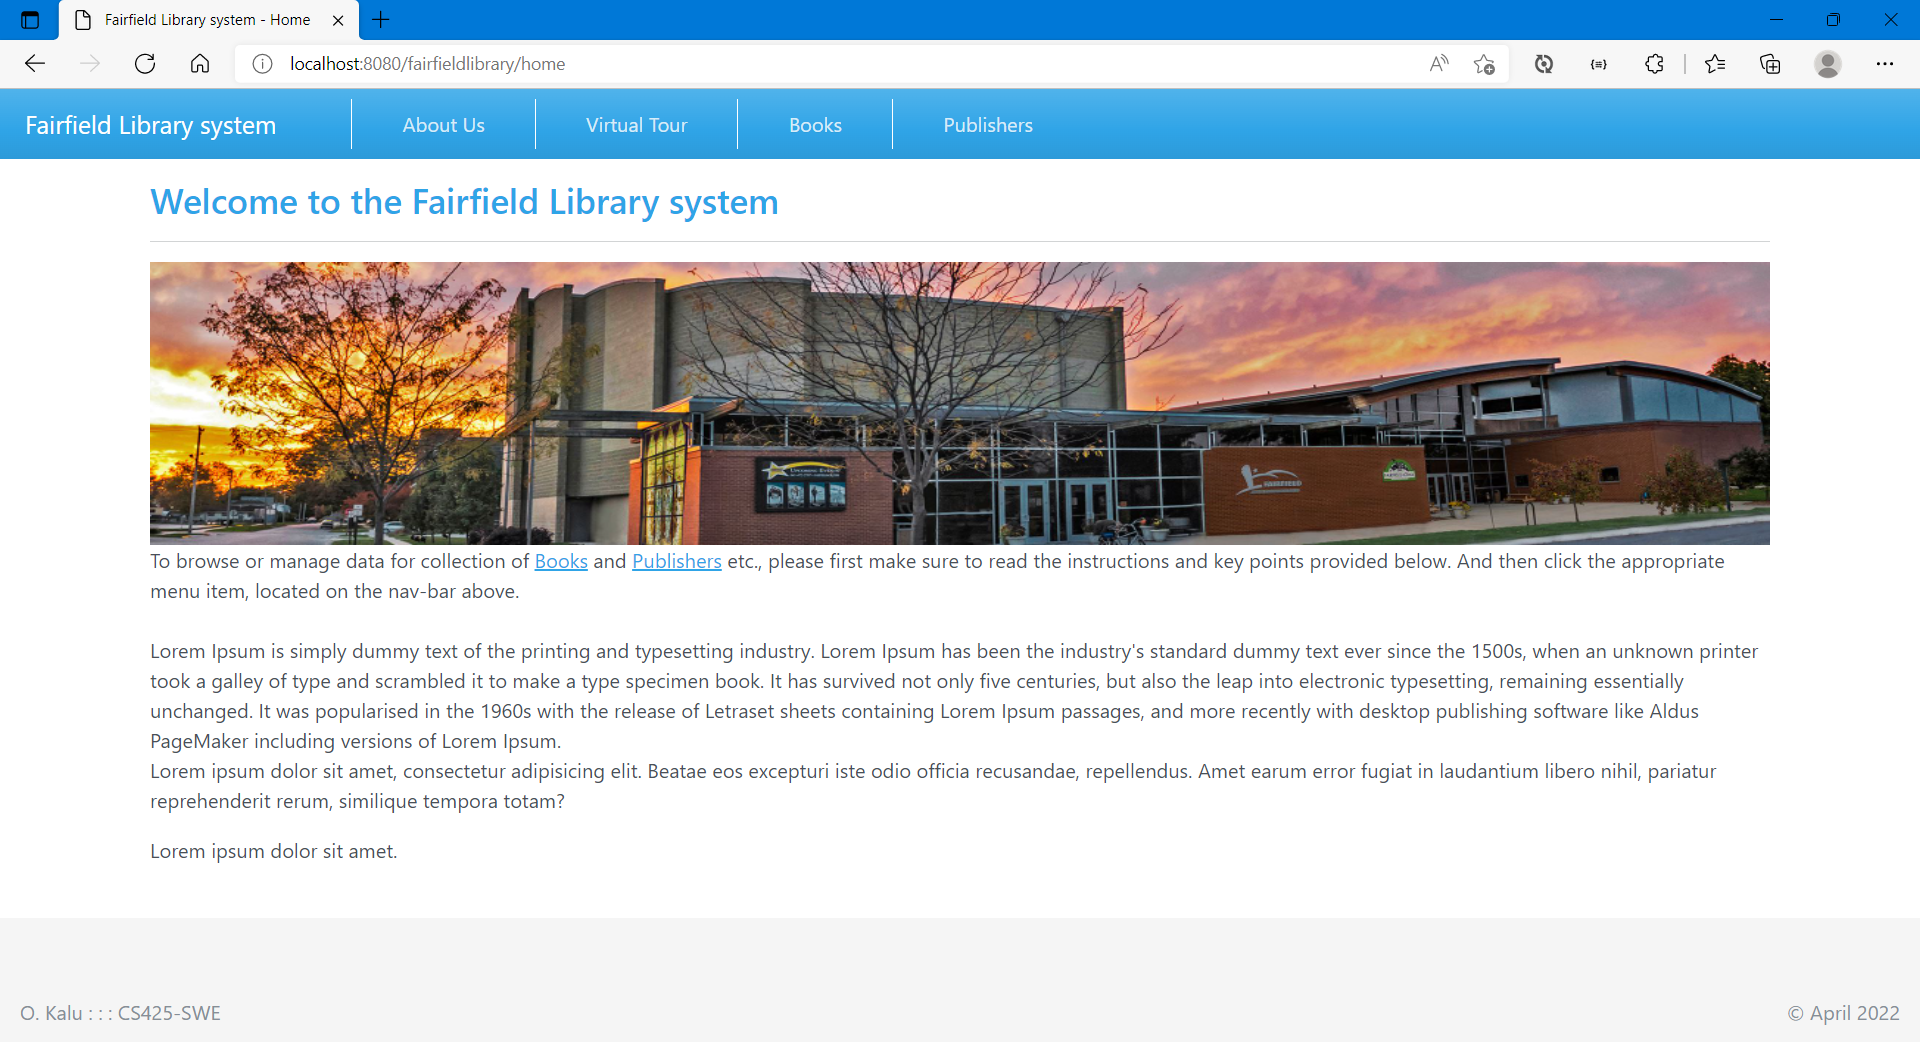 Fairfield Library system - Home
localhost:8080/fairfieldlibrary/home
Fairfield Library system
About Us
Virtual Tour
Books
Publishers
Welcome to the Fairfield Library system
FAIRFIELD
To browse or manage data for collection of Books and Publishers etc., please first make sure to read the instructions and key points provided below. And then click the appropriate
menu item, located on the nav-bar above.
Lorem Ipsum is simply dummy text of the printing and typesetting industry. Lorem Ipsum has been the industry's standard dummy text ever since the 1500s, when an unknown printer
took a galley of type and scrambled it to make a type specimen book. It has survived not only five centuries, but also the leap into electronic typesetting, remaining essentially
unchanged. It was popularised in the 1960s with the release of Letraset sheets containing Lorem Ipsum passages, and more recently with desktop publishing software like Aldus
PageMaker including versions of Lorem Ipsum.
Lorem ipsum dolor sit amet, consectetur adipisicing elit. Beatae eos excepturi iste odio officia recusandae, repellendus. Amet earum error fugiat in laudantium libero nihil, pariatur
reprehenderit rerum, similique tempora totam?
Lorem ipsum dolor sit amet.
O. Kalu : : : CS425-SWE
© April 2022